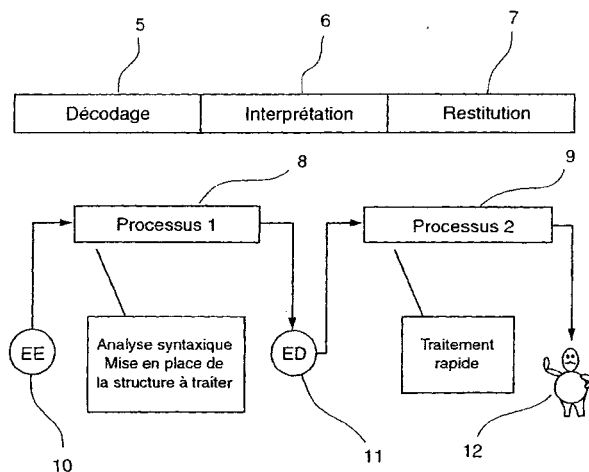 5
6
7
Décodage
Interprétation
Restitution
8
9
Processus 1
Processus 2
EE
Analyse syntaxique
Mise en place de
la structure à traiter
ED
Traitement
rapide
10
11
12